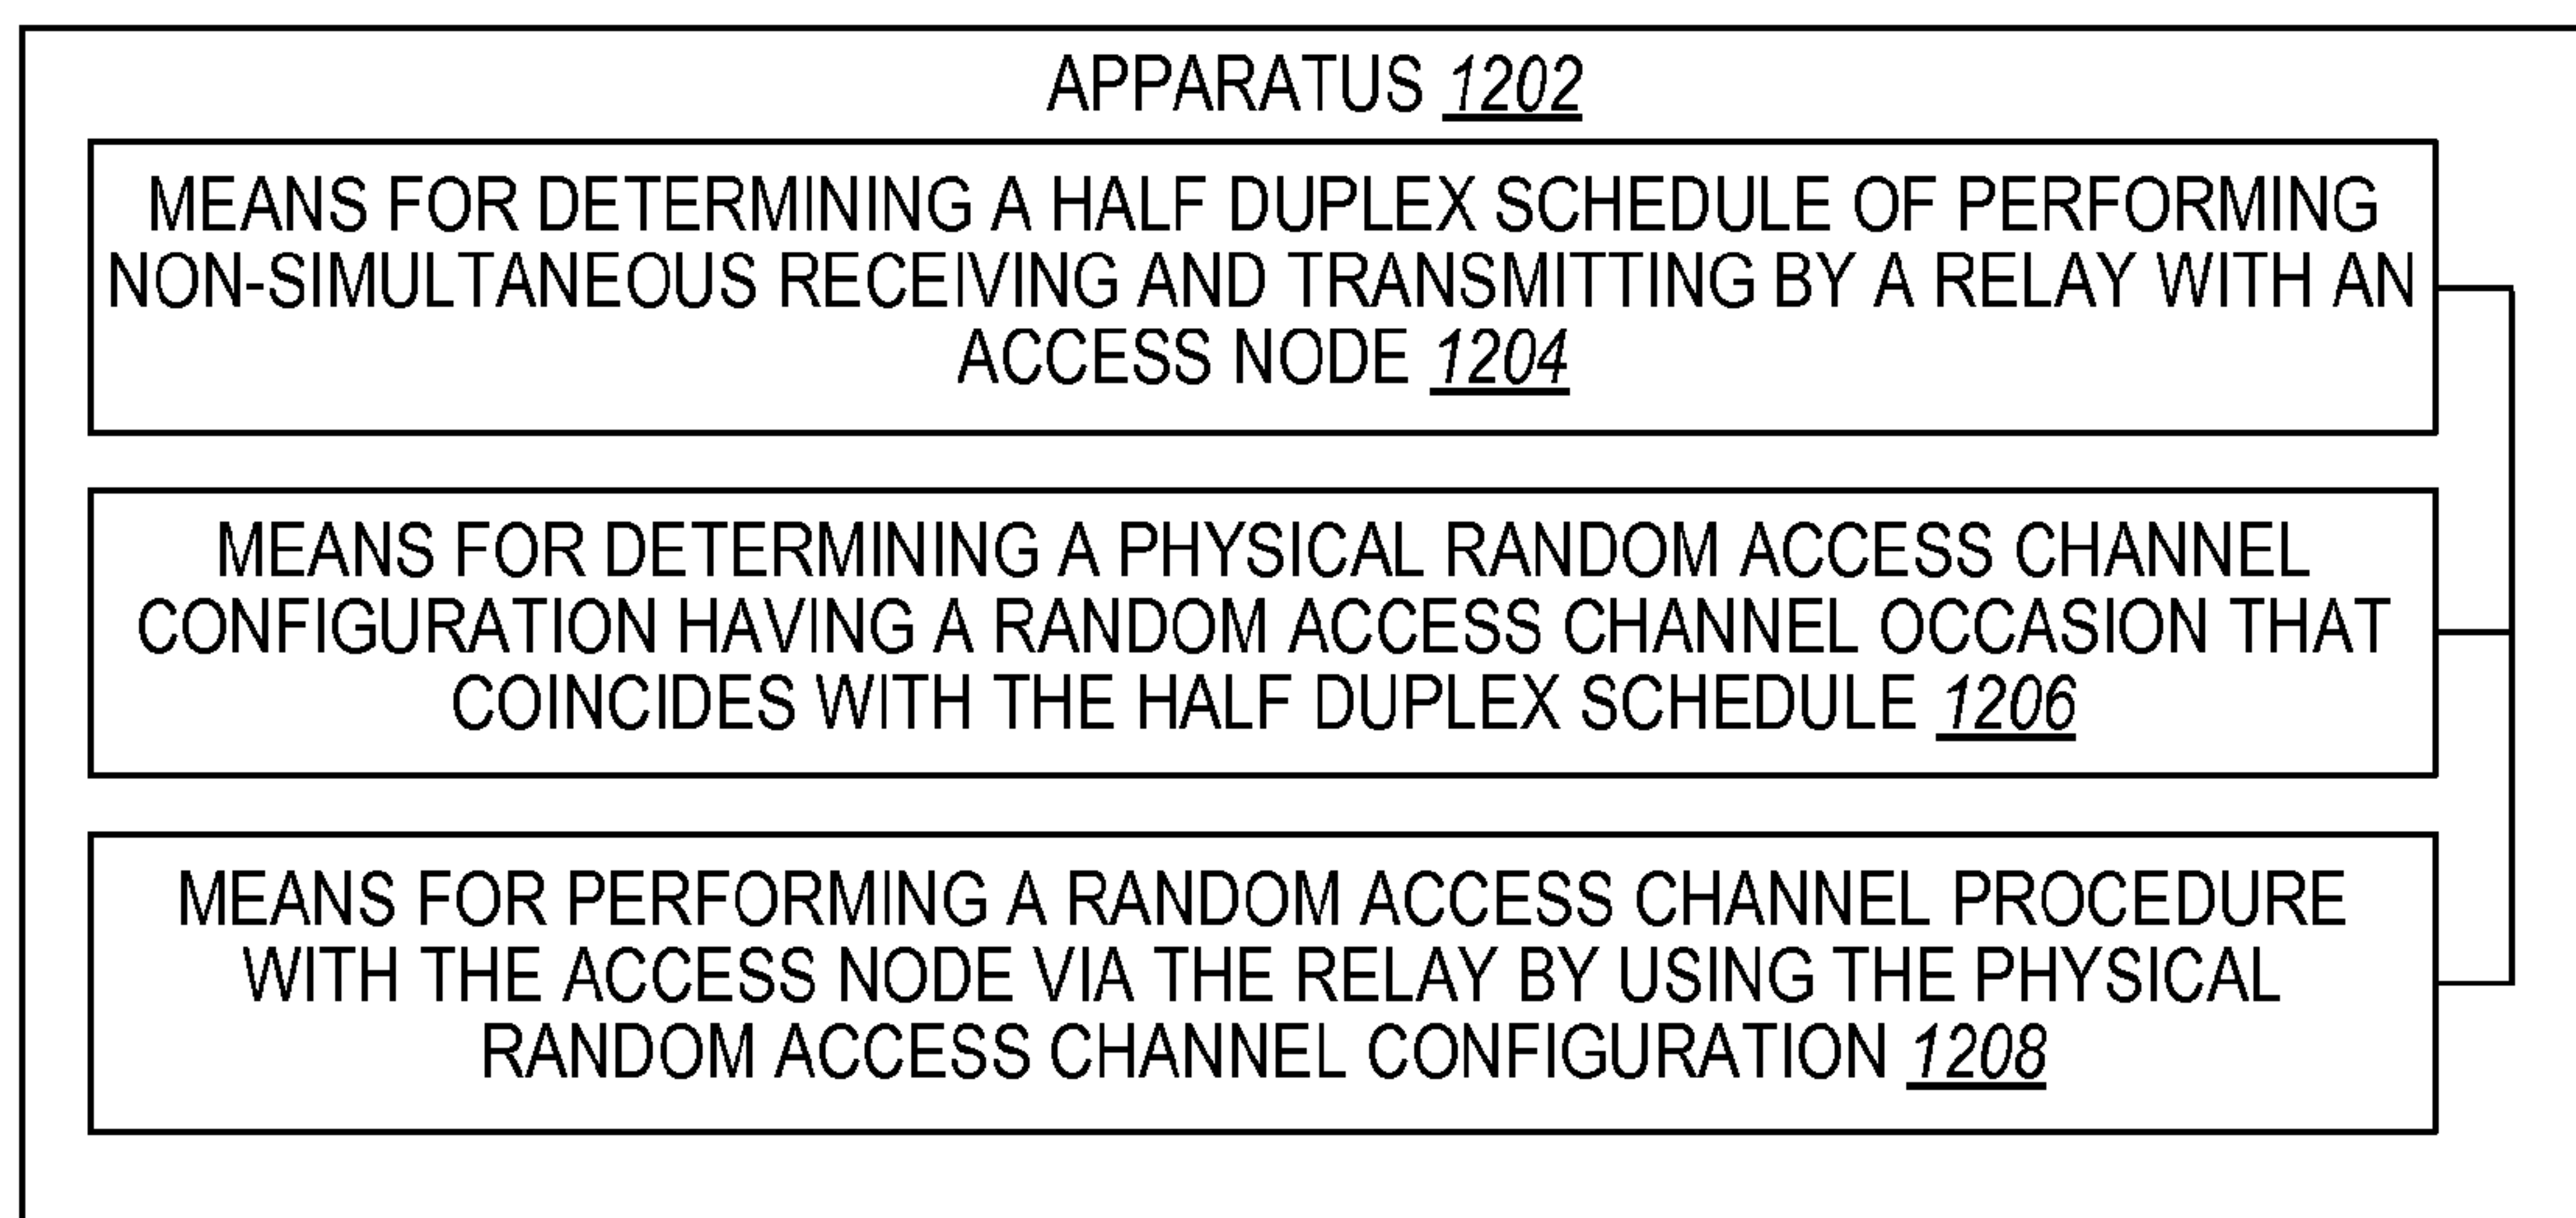 APPARATUS 1202
MEANS FOR DETERMINING A HALF DUPLEX SCHEDULE OF PERFORMING
NON-SIMULTANEOUS RECEIVING AND TRANSMITTING BY A RELAY WITH AN
ACCESS NODE 1204
MEANS FOR DETERMINING A PHYSICAL RANDOM ACCESS CHANNEL
CONFIGURATION HAVING A RANDOM ACCESS CHANNEL OCCASION THAT
COINCIDES WITH THE HALF DUPLEX SCHEDULE 1206
MEANS FOR PERFORMING A RANDOM ACCESS CHANNEL PROCEDURE
WITH THE ACCESS NODE VIA THE RELAY BY USING THE PHYSICAL
RANDOM ACCESS CHANNEL CONFIGURATION 1208